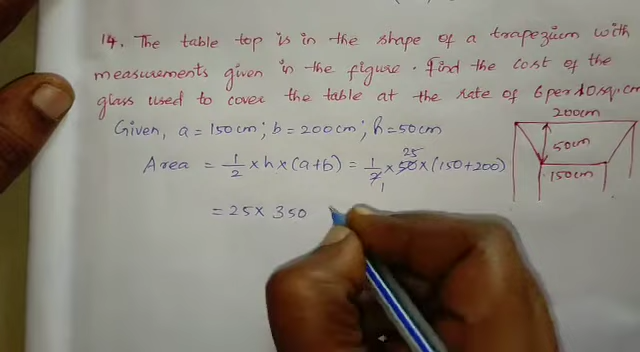 14. The table top is in the shape of a trapezium with
measurements given in the figure. find the cost of the
glass used to cover the table at the rate of 6 per 10 sq.cm
200cm
50cm
150cm
Given, a = 150cm ; b = 200cm ; h = 50cm
Area = 1/2 × h × (a+b) = 1/2 × 50 × (150+200)
25
1
= 25 × 350